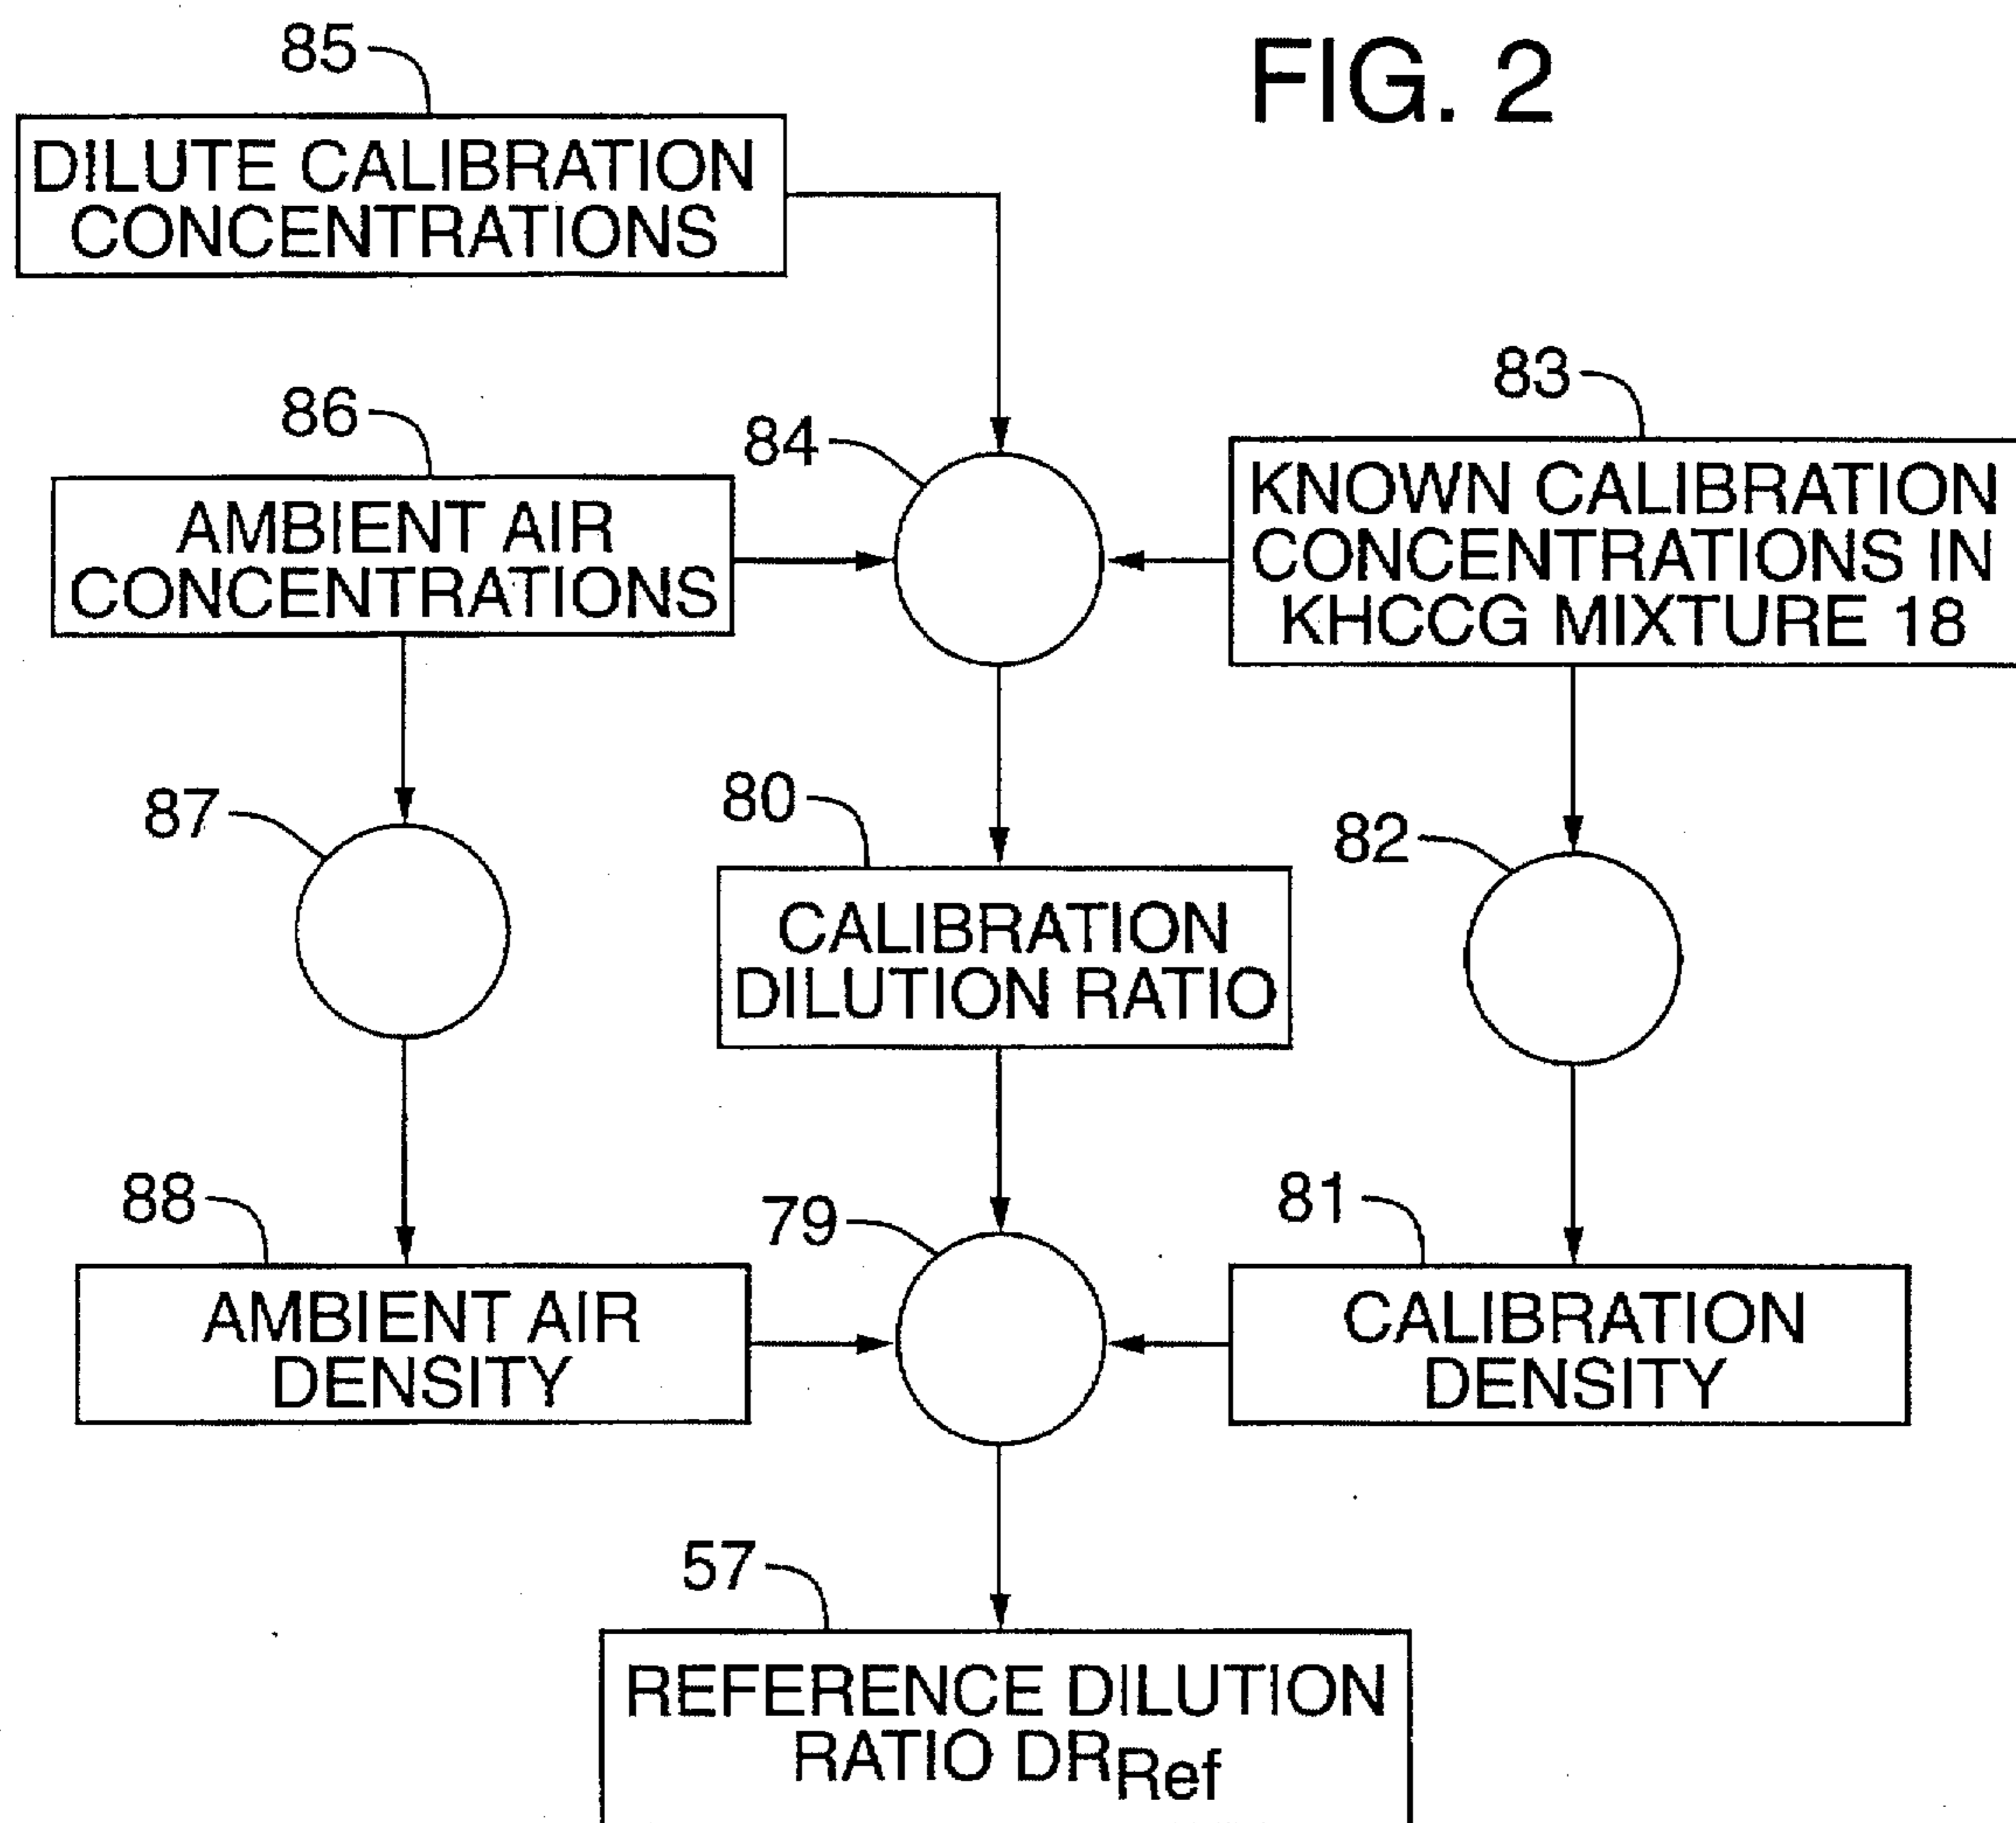 FIG. 2
85
DILUTE CALIBRATION
CONCENTRATIONS
86
AMBIENT AIR
CONCENTRATIONS
84
83
KNOWN CALIBRATION
CONCENTRATIONS IN
KHCCG MIXTURE 18
87
80
CALIBRATION
DILUTION RATIO
82
88
AMBIENT AIR
DENSITY
79
81
CALIBRATION
DENSITY
57
REFERENCE DILUTION
RATIO DRRef